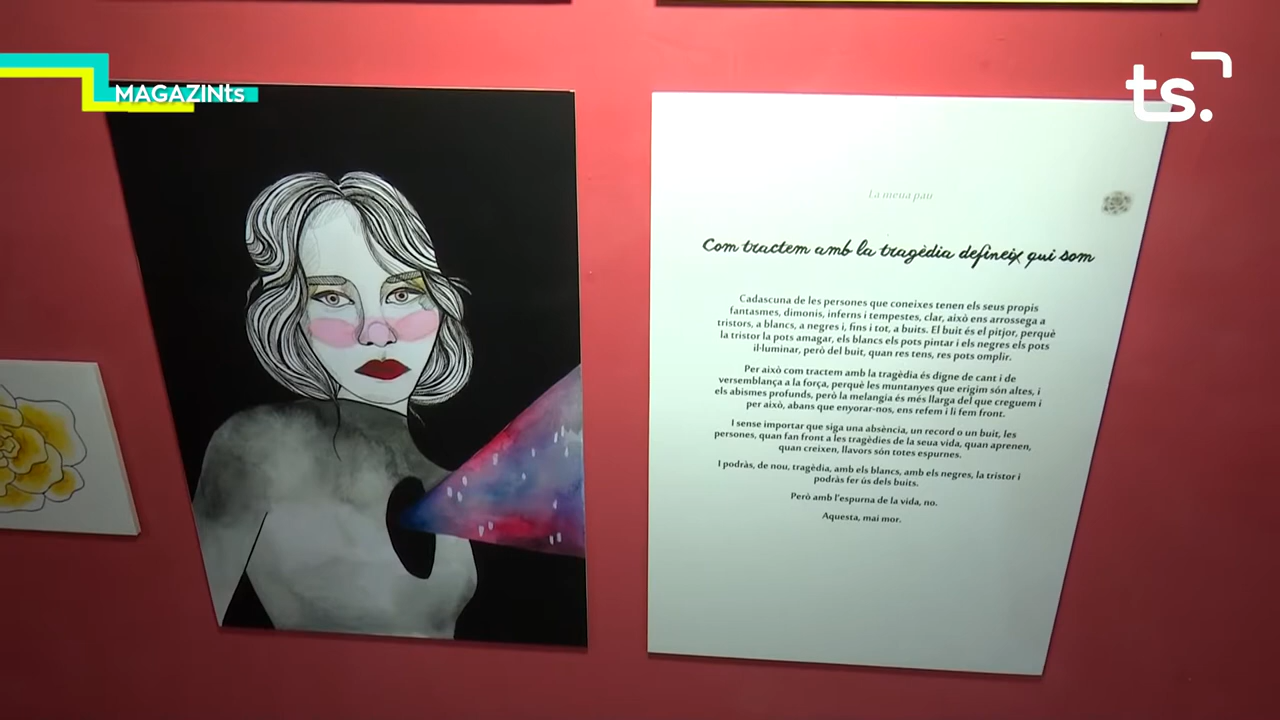 MAGAZINts
ts.
La meua pau
Com tractem amb la tragèdia defineix qui som
Cadascuna de les persones que coneixes tenen els seus propis
fantasmes, dimonis, inferns i tempestes, clar, això ens arrossega a
tristors, a blancs, a negres i, fins i tot, a buits. El buit és el pitjor, perquè
la tristor la pots amagar, els blancs els pots pintar i els negres els pots
il·luminar, però del buit, quan res tens, res pots omplir.
Per això com tractem amb la tragèdia és digne de cant i de
versemblança a la força, perquè les muntanyes que erigim són altes, i
els abismes profunds, però la melangia és més llarga del que creguem i
per això, abans que enyorar-nos, ens refem i li fem front.
I sense importar que siga una absència, un record o un buit, les
persones, quan fan front a les tragèdies de la seua vida, quan aprenen,
quan creixen, llavors són totes espurnes.
I podràs, de nou, tragèdia, amb els blancs, amb els negres, la tristor i
podràs fer ús dels buits.
Però amb l'espurna de la vida, no.
Aquesta, mai mor.